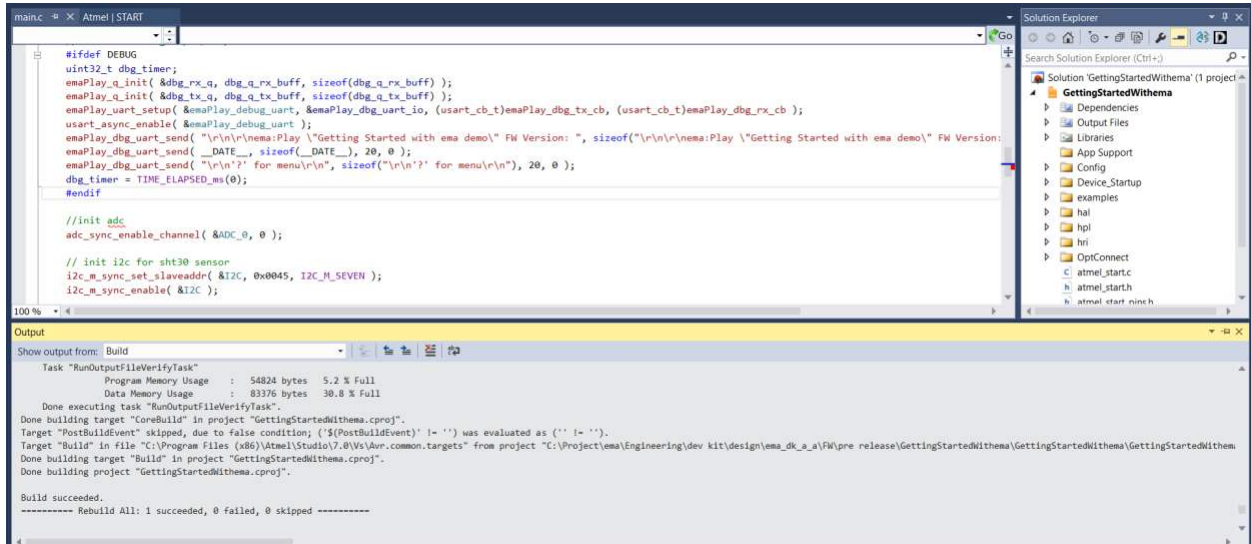 main.c Atmel | START
Go
#ifdef DEBUG
uint32_t dbg_timer;
emaPlay_q_init( &dbg_rx_q, dbg_q_rx_buff, sizeof(dbg_q_rx_buff) );
emaPlay_q_init( &dbg_tx_q, dbg_q_tx_buff, sizeof(dbg_q_tx_buff) );
emaPlay_uart_setup( &emaPlay_debug_uart, &emaPlay_dbg_uart_io, (usart_cb_t)emaPlay_dbg_tx_cb, (usart_cb_t)emaPlay_dbg_rx_cb );
usart_async_enable( &emaPlay_debug_uart );
emaPlay_dbg_uart_send( "\r\n\r\nema:Play \"Getting Started with ema demo\" FW Version: ", sizeof("\r\n\r\nema:Play \"Getting Started with ema demo\" FW Version:
emaPlay_dbg_uart_send( __DATE__, sizeof(__DATE__), 20, 0 );
emaPlay_dbg_uart_send( "\r\n'?' for menu\r\n", sizeof("\r\n'?' for menu\r\n"), 20, 0 );
dbg_timer = TIME_ELAPSED_ms(0);
#endif
//init adc
adc_sync_enable_channel( &ADC_0, 0 );
// init i2c for sht30 sensor
i2c_m_sync_set_slaveaddr( &I2C, 0x0045, I2C_M_SEVEN );
i2c_m_sync_enable( &I2C );
100 %
Solution Explorer
Search Solution Explorer (Ctrl+;)
Solution 'GettingStartedWithema' (1 project
GettingStartedWithema
Dependencies
Output Files
Libraries
App Support
Config
Device_Startup
examples
hal
hpl
hri
OptConnect
atmel_start.c
atmel_start.h
atmel_start_pins.h
Output
Show output from: Build
Task "RunOutputFileVerifyTask"
Program Memory Usage : 54824 bytes 5.2 % Full
Data Memory Usage : 83376 bytes 30.8 % Full
Done executing task "RunOutputFileVerifyTask".
Done building target "CoreBuild" in project "GettingStartedWithema.cproj".
Target "PostBuildEvent" skipped, due to false condition; ('$(PostBuildEvent)' != '') was evaluated as ('' != '').
Target "Build" in file "C:\Program Files (x86)\Atmel\Studio\7.0\Vs\Avr.common.targets" from project "C:\Project\ema\Engineering\dev kit\design\ema_dk_a_a\FW\pre release\GettingStartedWithema\GettingStartedWithema\GettingStartedWithema
Done building target "Build" in project "GettingStartedWithema.cproj".
Done building project "GettingStartedWithema.cproj".
Build succeeded.
========== Rebuild All: 1 succeeded, 0 failed, 0 skipped ==========